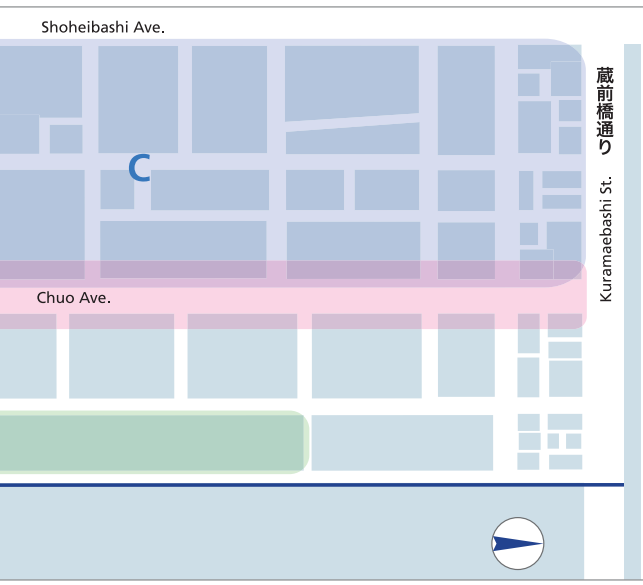 Shoheibashi Ave.
蔵前橋通り
Kuramaebashi St.
C
Chuo Ave.